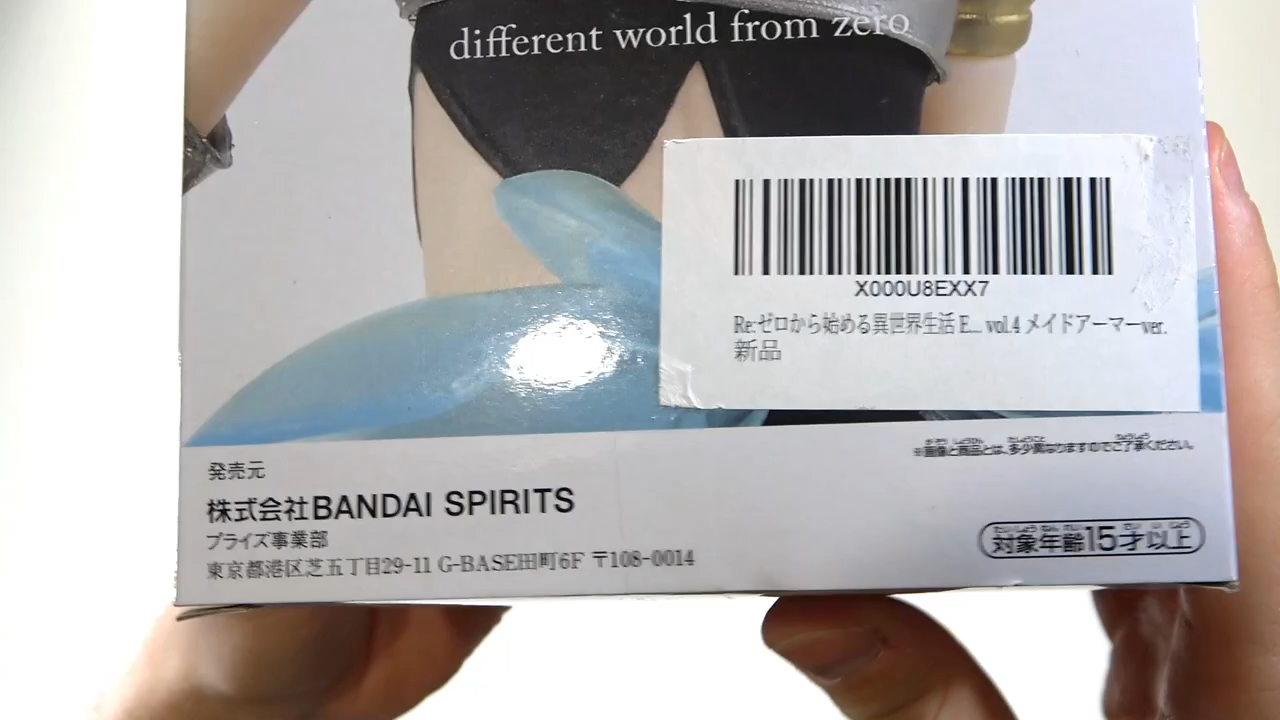 different world from zero
X000U8EXX7
Re:ゼロから始める異世界生活 E... vol.4 メイドアーマーver.
新品
※画像と商品とは、多少異なりますのでご了承ください。
発売元
株式会社BANDAI SPIRITS
プライズ事業部
東京都港区芝五丁目29-11 G-BASE田町6F 〒108-0014
対象年齢15才以上